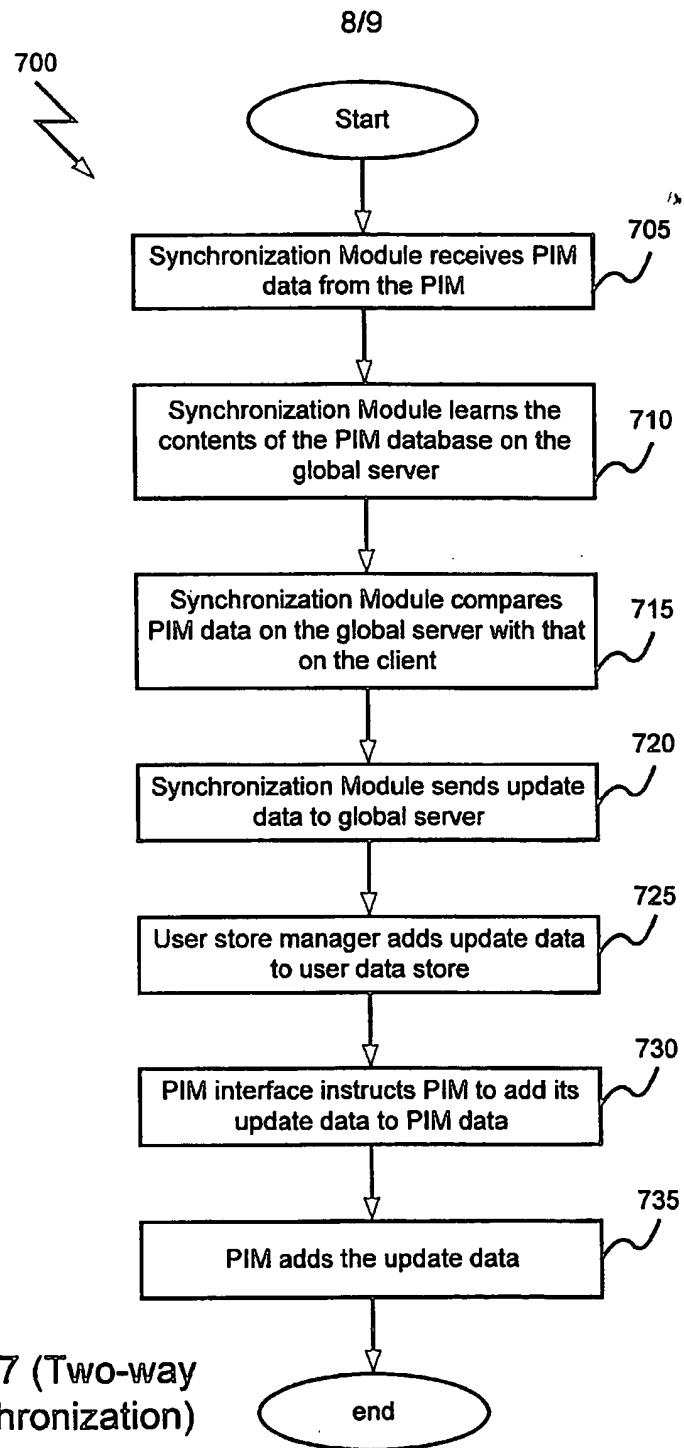 8/9
700
Start
705
Synchronization Module receives PIM
data from the PIM
710
Synchronization Module learns the
contents of the PIM database on the
global server
715
Synchronization Module compares
PIM data on the global server with that
on the client
720
Synchronization Module sends update
data to global server
725
User store manager adds update data
to user data store
730
PIM interface instructs PIM to add its
update data to PIM data
735
PIM adds the update data
7 (Two-way
hronization)
end